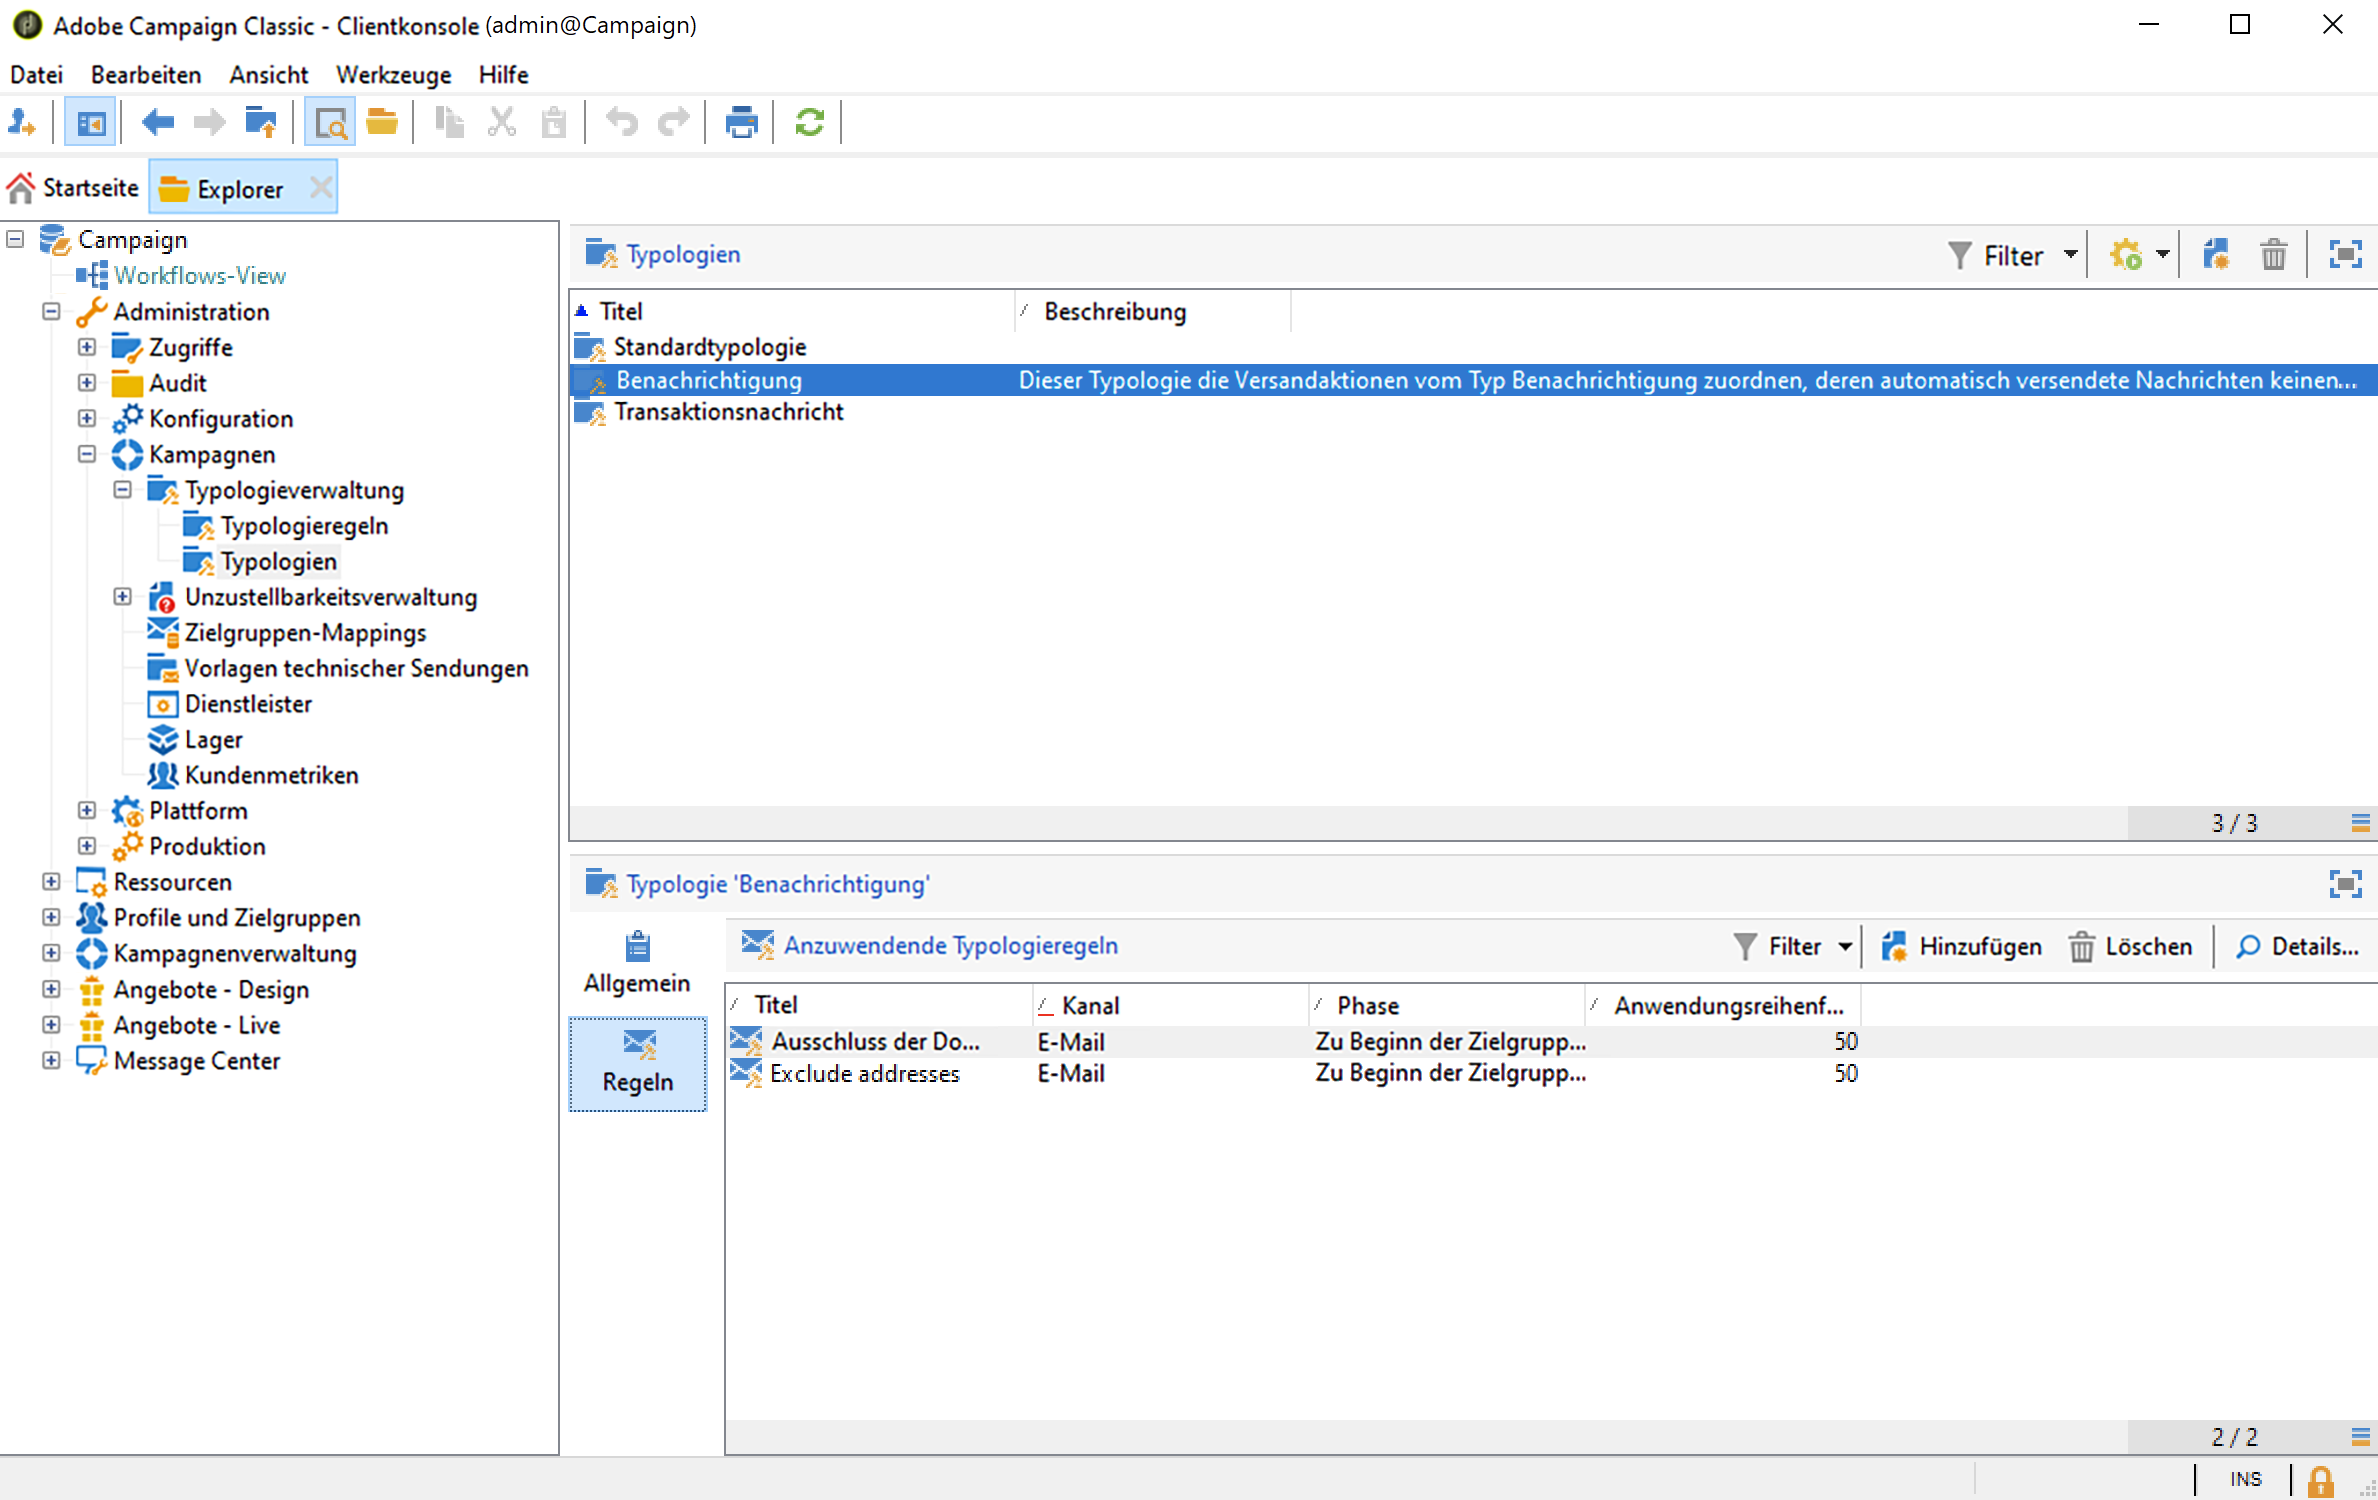 Adobe Campaign Classic - Clientkonsole (admin@Campaign)
Datei Bearbeiten Ansicht Werkzeuge Hilfe
Startseite Explorer
Campaign
Workflows-View
Administration
Zugriffe
Audit
Konfiguration
Kampagnen
Typologieverwaltung
Typologieregeln
Typologien
Unzustellbarkeitsverwaltung
Zielgruppen-Mappings
Vorlagen technischer Sendungen
Dienstleister
Lager
Kundenmetriken
Plattform
Produktion
Ressourcen
Profile und Zielgruppen
Kampagnenverwaltung
Angebote - Design
Angebote - Live
Message Center
Typologien Filter
Titel Beschreibung
Standardtypologie
Benachrichtigung Dieser Typologie die Versandaktionen vom Typ Benachrichtigung zuordnen, deren automatisch versendete Nachrichten keinen...
Transaktionsnachricht
3 / 3
Typologie 'Benachrichtigung'
Allgemein
Regeln
Anzuwendende Typologieregeln Filter Hinzufügen Löschen Details...
Titel Kanal Phase Anwendungsreihenf...
Ausschluss der Do... E-Mail Zu Beginn der Zielgrupp... 50
Exclude addresses E-Mail Zu Beginn der Zielgrupp... 50
2 / 2
INS